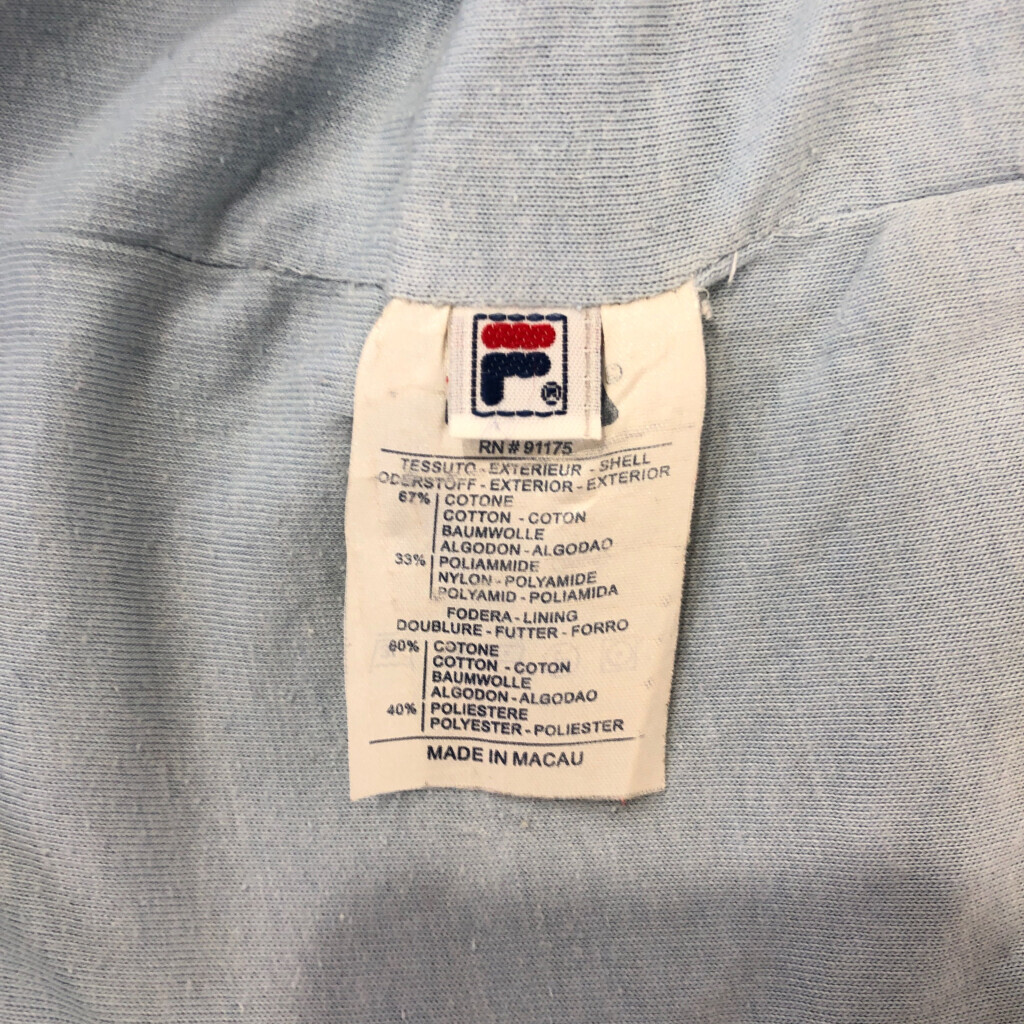 F
RN # 91175
TESSUTO - EXTERIEUR - SHELL
ODERSTOFF - EXTERIOR - EXTERIOR
67% COTONE
COTTON - COTON
BAUMWOLLE
ALGODON - ALGODAO
33% POLIAMMIDE
NYLON - POLYAMIDE
POLYAMID - POLIAMIDA
FODERA - LINING
DOUBLURE - FUTTER - FORRO
60% COTONE
COTTON - COTON
BAUMWOLLE
ALGODON - ALGODAO
40% POLIESTERE
POLYESTER - POLIESTER
MADE IN MACAU